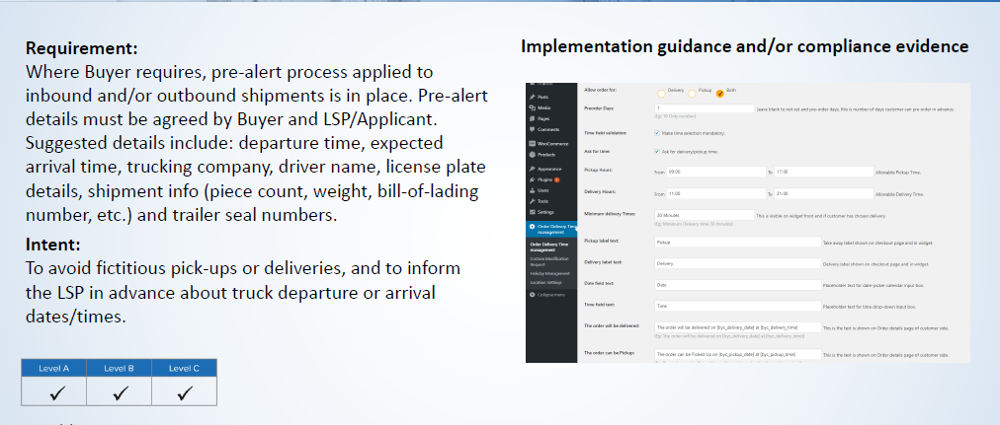 Requirement:
Where Buyer requires, pre-alert process applied to
inbound and/or outbound shipments is in place. Pre-alert
details must be agreed by Buyer and LSP/Applicant.
Suggested details include: departure time, expected
arrival time, trucking company, driver name, license plate
details, shipment info (piece count, weight, bill-of-lading
number, etc.) and trailer seal numbers.
Intent:
To avoid fictitious pick-ups or deliveries, and to inform
the LSP in advance about truck departure or arrival
dates/times.
Level A Level B Level C
Implementation guidance and/or compliance evidence
Posts
Media
Pages
Comments
WooCommerce
Products
Appearance
Plugins
Users
Tools
Settings
Order Delivery Time
management
Order Delivery Time
management
Custom Modification
Request
Holiday Management
Location Settings
Collapse menu
Allow order for: Delivery Pickup Both
Preorder Days: 7 Leave blank to not set and pre-order days. this is number of days customer can pre order in advance.
(Eg: 10 Only number)
Time field validation: Make time selection mandatory.
Ask for time Ask for delivery/pickup time.
Pickup Hours: From 09:00 To 17:00 Allowable Pickup Time.
Delivery Hours: From 11:00 To 21:00 Allowable Delivery Time.
Minimum delivery Times: 30 Minutes This is visible on widget front end if customer has chosen delivery.
(Eg: Minimum Delivery time 30 minutes)
Pickup label text: Pickup Take away label shown on checkout page and in widget.
Delivery label text: Delivery Delivery label shown on checkout page and in widget.
Date field text: Date Placeholder text for date-picker calendar input box.
Time field text: Time Placeholder text for time drop-down input box.
The order will be delivered: The order will be delivered on [byc_delivery_date] at [byc_delivery_time] This is the text is shown on Order details page of customer side.
(Eg: The order will be delivered on [byc_delivery_date] at [byc_delivery_time])
The order can be Pickup: The order can be Picked Up on [byc_pickup_date] at [byc_pickup_time] This is the text is shown on Order details page of customer side.